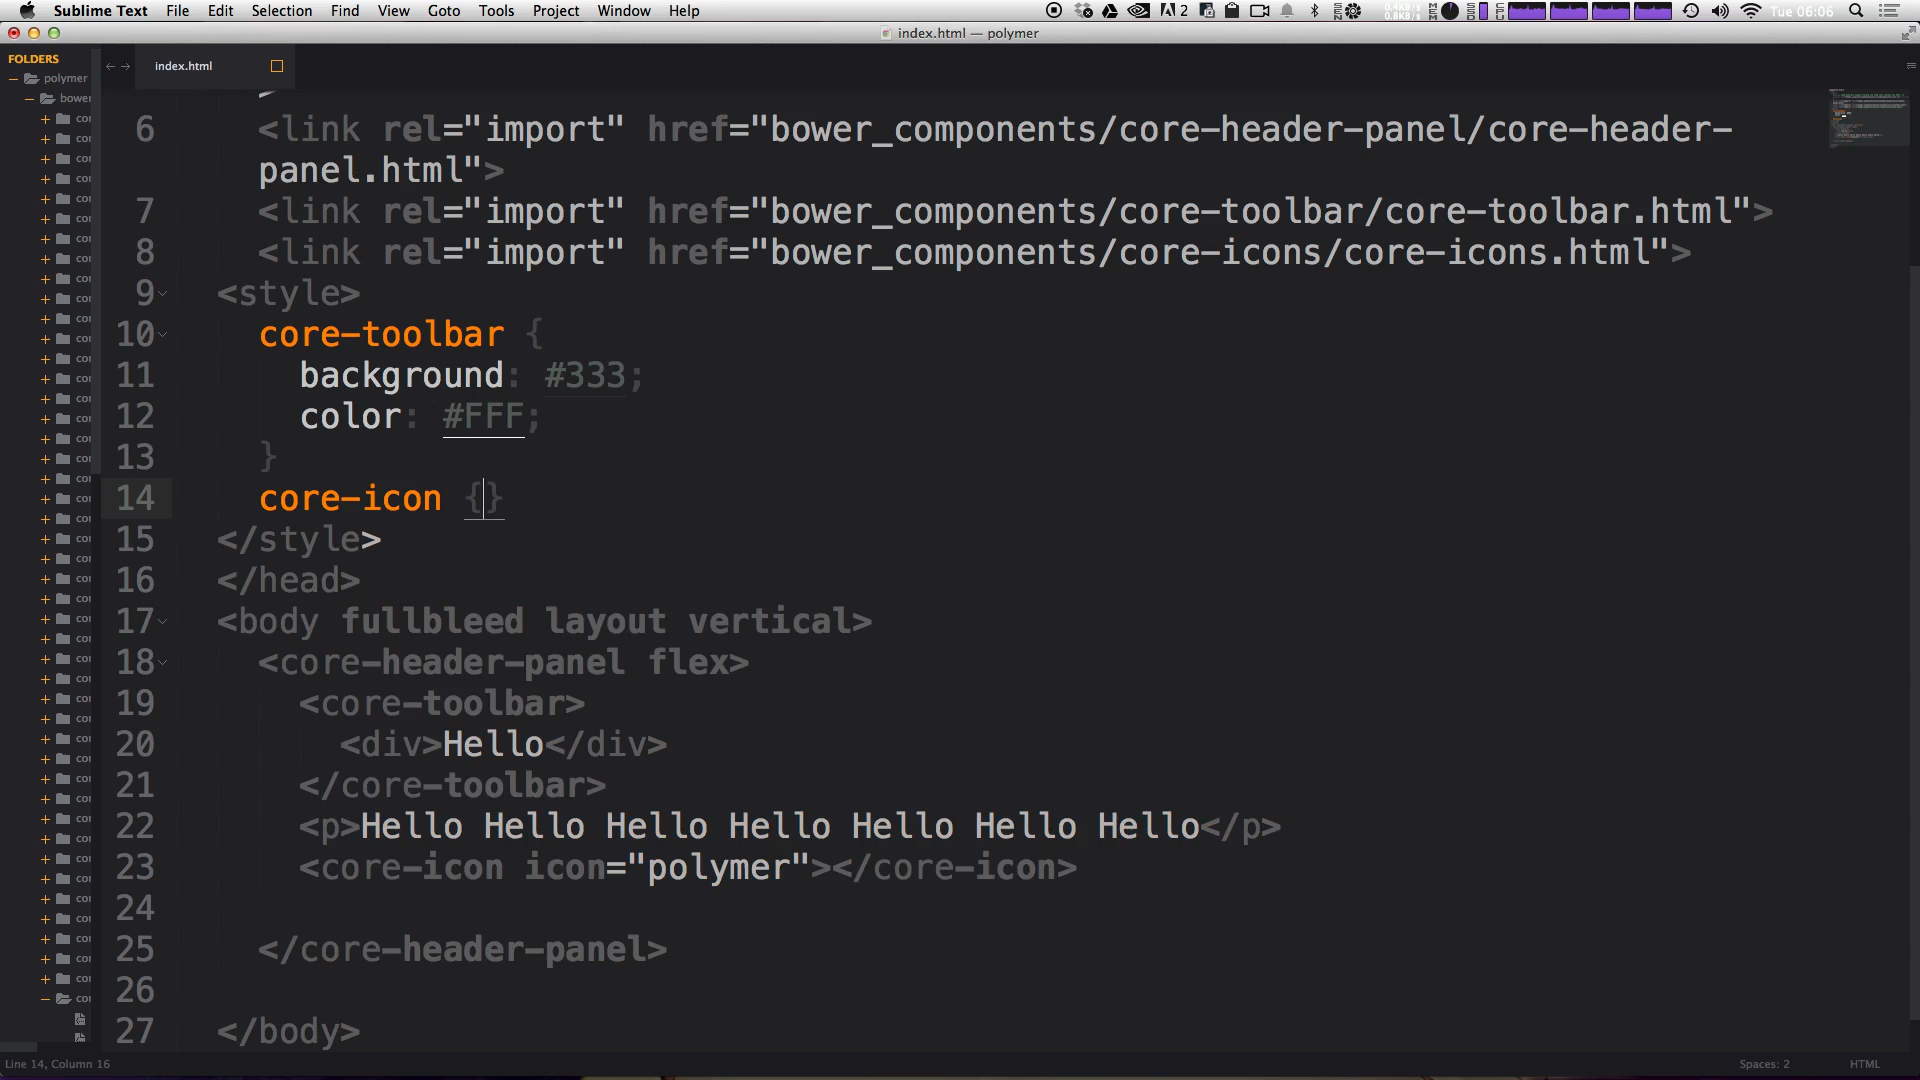 Sublime Text File Edit Selection Find View Goto Tools Project Window Help 2 Tue 06:06
index.html — polymer
FOLDERS
index.html
polymer
bower
6 <link rel="import" href="bower_components/core-header-panel/core-header-
panel.html">
7 <link rel="import" href="bower_components/core-toolbar/core-toolbar.html">
8 <link rel="import" href="bower_components/core-icons/core-icons.html">
9 <style>
10 core-toolbar {
11 background: #333;
12 color: #FFF;
13 }
14 core-icon {}
15 </style>
16 </head>
17 <body fullbleed layout vertical>
18 <core-header-panel flex>
19 <core-toolbar>
20 <div>Hello</div>
21 </core-toolbar>
22 <p>Hello Hello Hello Hello Hello Hello Hello</p>
23 <core-icon icon="polymer"></core-icon>
24
25 </core-header-panel>
26
27 </body>
Line 14, Column 16 Spaces: 2 HTML